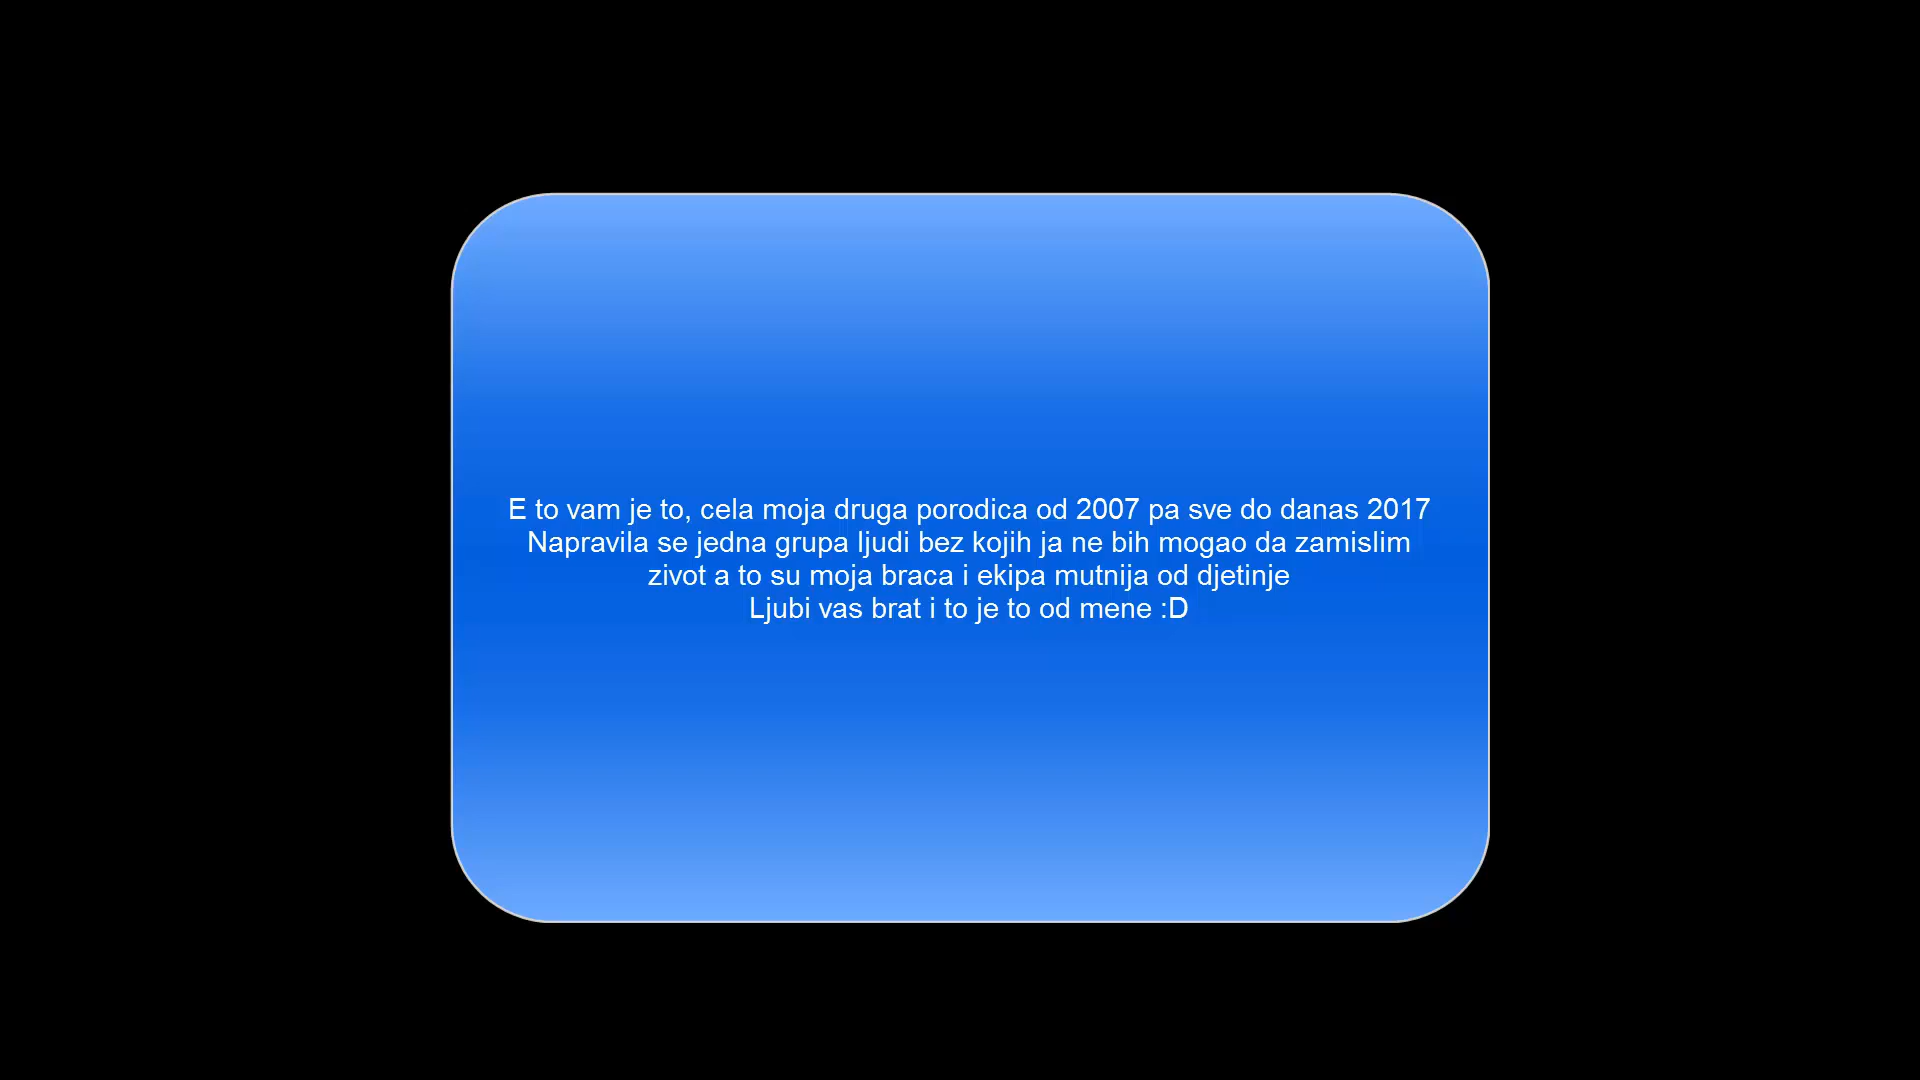 E to vam je to, cela moja druga porodica od 2007 pa sve do danas 2017
Napravila se jedna grupa ljudi bez kojih ja ne bih mogao da zamislim
zivot a to su moja braca i ekipa mutnija od djetinje
Ljubi vas brat i to je to od mene :D